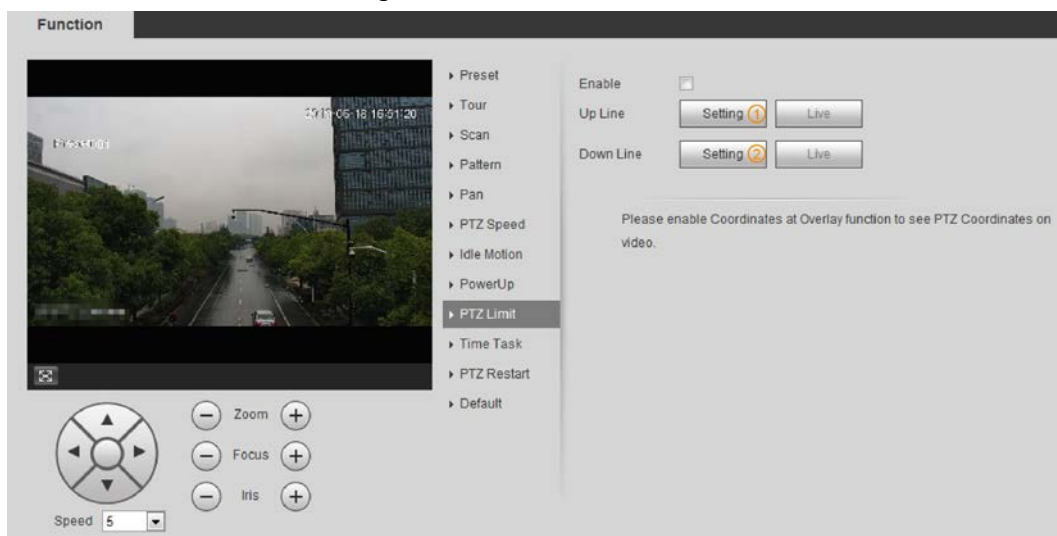 Function
Preset
Tour
Scan
Pattern
Pan
PTZ Speed
Idle Motion
PowerUp
PTZ Limit
Time Task
PTZ Restart
Default
Enable
Up Line Setting 1 Live
Down Line Setting 2 Live
Please enable Coordinates at Overlay function to see PTZ Coordinates on
video.
Zoom
Focus
Iris
Speed 5